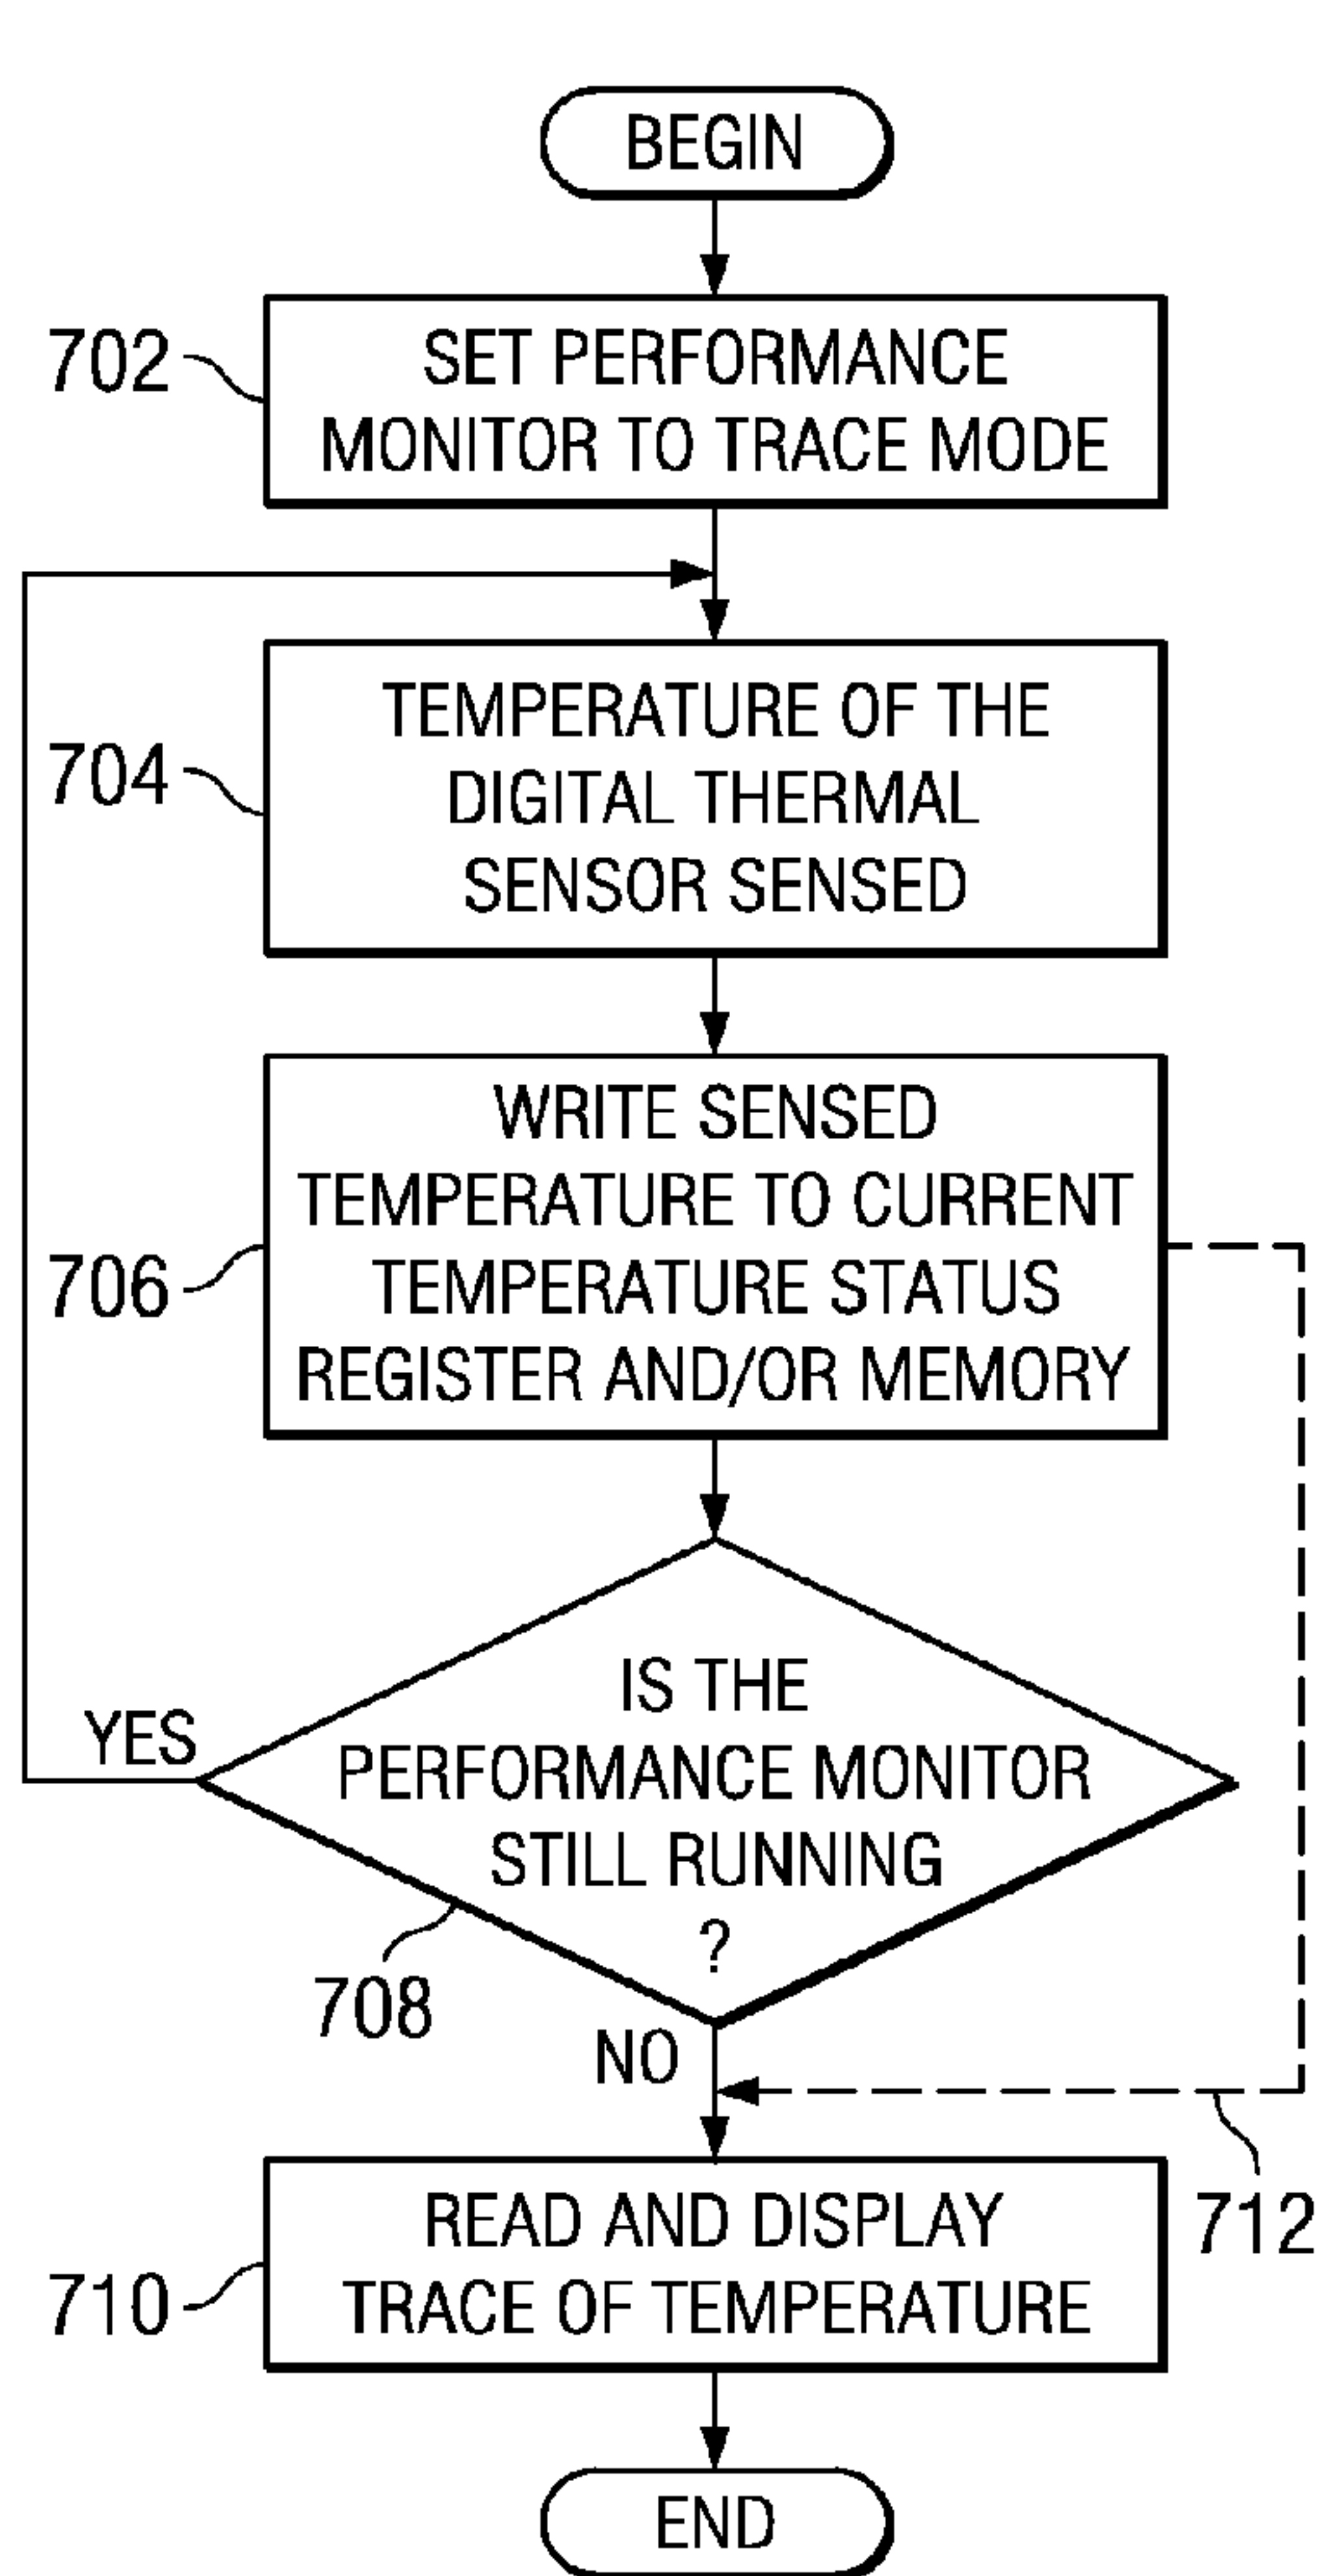 BEGIN
702
SET PERFORMANCE
MONITOR TO TRACE MODE
704
TEMPERATURE OF THE
DIGITAL THERMAL
SENSOR SENSED
706
WRITE SENSED
TEMPERATURE TO CURRENT
TEMPERATURE STATUS
REGISTER AND/OR MEMORY
YES
IS THE
PERFORMANCE MONITOR
STILL RUNNING
?
708
NO
712
710
READ AND DISPLAY
TRACE OF TEMPERATURE
END